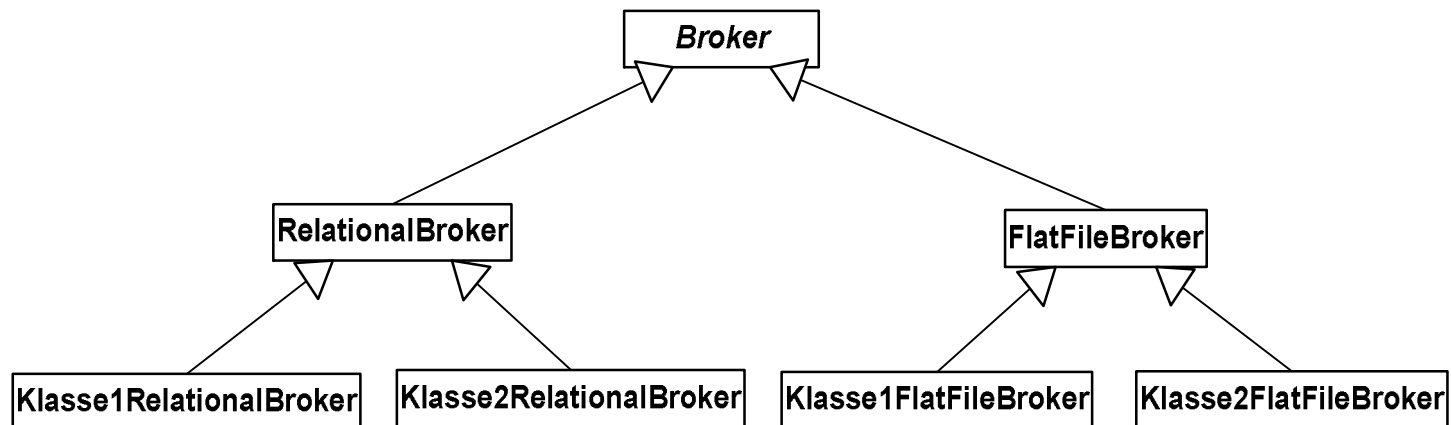 Broker
RelationalBroker
FlatFileBroker
Klasse1RelationalBroker
Klasse2RelationalBroker
Klasse1FlatFileBroker
Klasse2FlatFileBroker